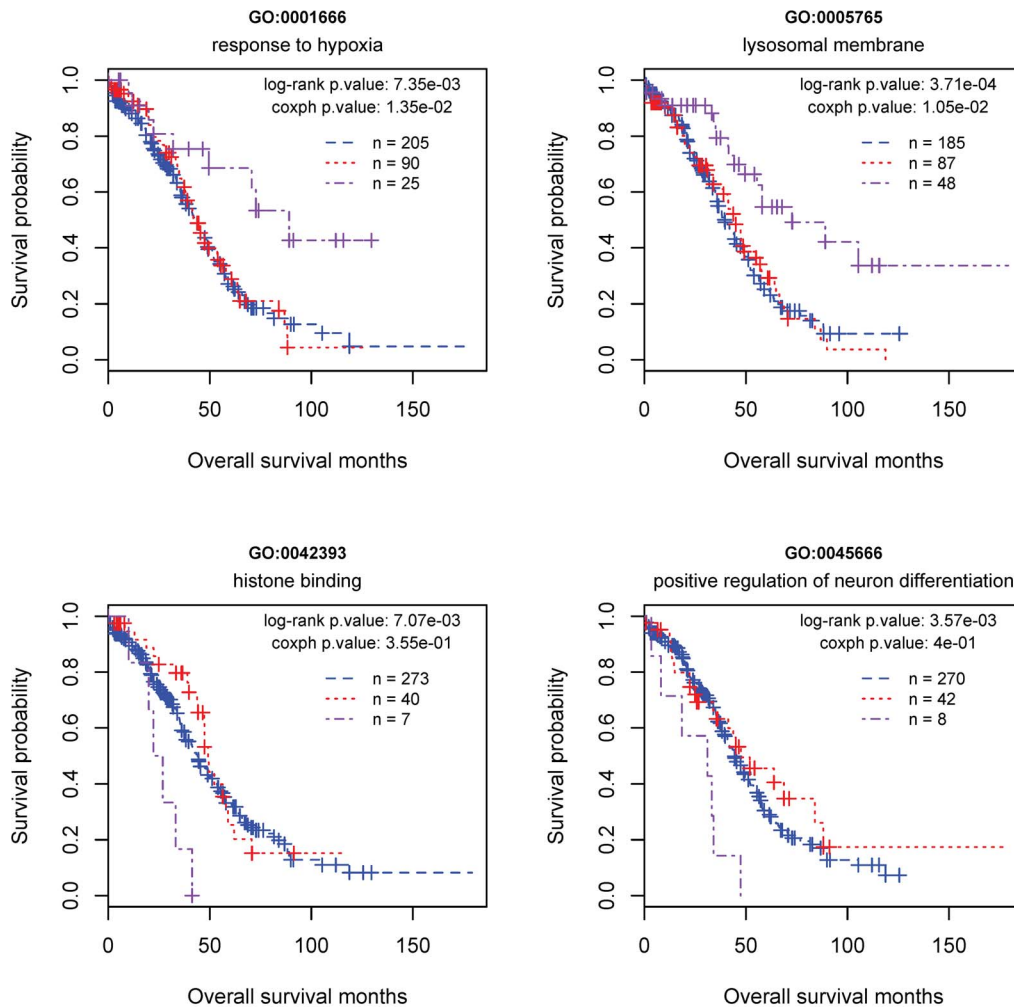 GO:0001666
response to hypoxia
log-rank p.value: 7.35e-03
coxph p.value: 1.35e-02
n = 205
n = 90
n = 25
Survival probability
0.0 0.2 0.4 0.6 0.8 1.0
0 50 100 150
Overall survival months
GO:0005765
lysosomal membrane
log-rank p.value: 3.71e-04
coxph p.value: 1.05e-02
n = 185
n = 87
n = 48
Survival probability
0.0 0.2 0.4 0.6 0.8 1.0
0 50 100 150
Overall survival months
GO:0042393
histone binding
log-rank p.value: 7.07e-03
coxph p.value: 3.55e-01
n = 273
n = 40
n = 7
Survival probability
0.0 0.2 0.4 0.6 0.8 1.0
0 50 100 150
Overall survival months
GO:0045666
positive regulation of neuron differentiation
log-rank p.value: 3.57e-03
coxph p.value: 4e-01
n = 270
n = 42
n = 8
Survival probability
0.0 0.2 0.4 0.6 0.8 1.0
0 50 100 150
Overall survival months